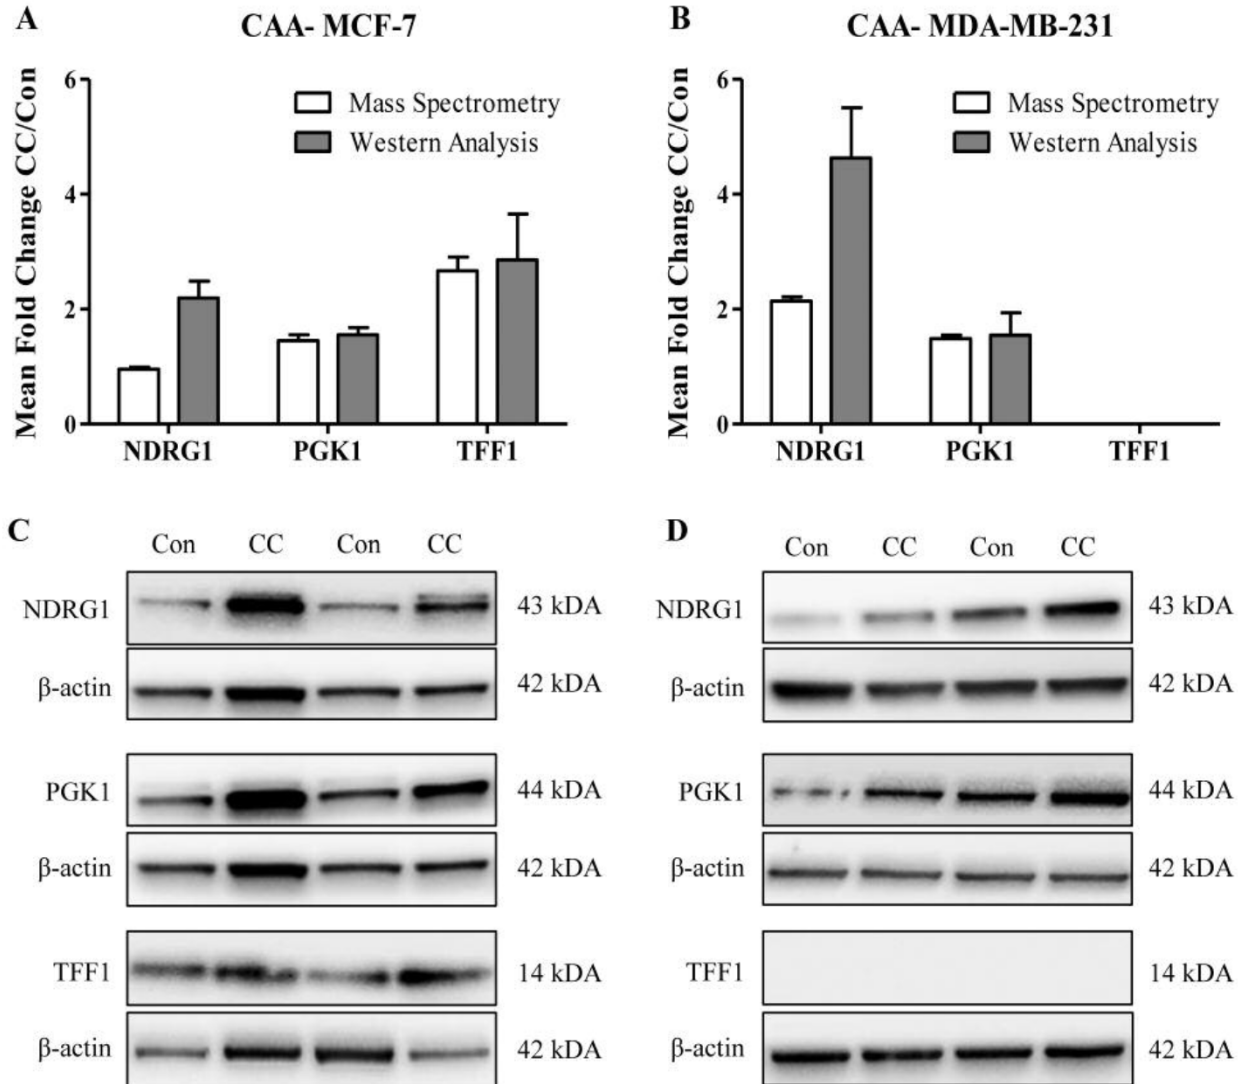 A
CAA- MCF-7
Mean Fold Change CC/Con
6
4
2
0
Mass Spectrometry
Western Analysis
NDRG1 PGK1 TFF1
B
CAA- MDA-MB-231
Mean Fold Change CC/Con
6
4
2
0
Mass Spectrometry
Western Analysis
NDRG1 PGK1 TFF1
C
Con CC Con CC
NDRG1 43 kDA
β-actin 42 kDA
PGK1 44 kDA
β-actin 42 kDA
TFF1 14 kDA
β-actin 42 kDA
D
Con CC Con CC
NDRG1 43 kDA
β-actin 42 kDA
PGK1 44 kDA
β-actin 42 kDA
TFF1 14 kDA
β-actin 42 kDA